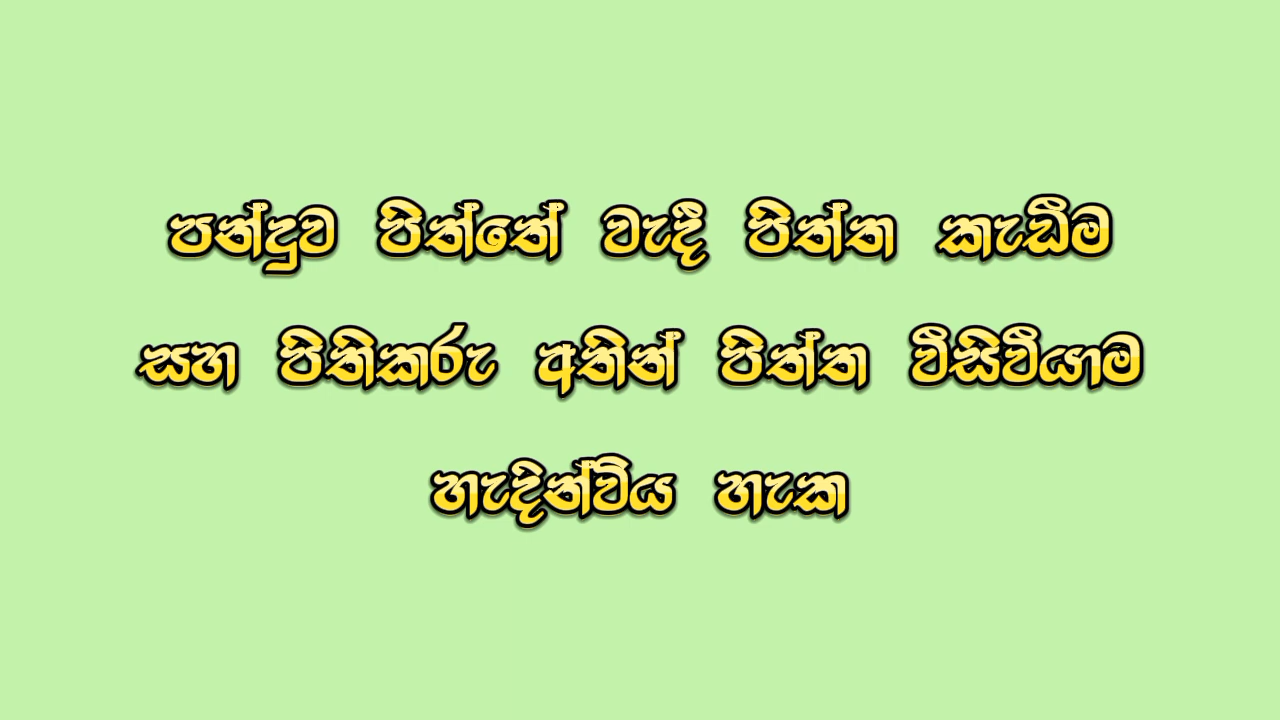 පන්දුව පිත්තේ වැදී පිත්ත කැඩීම
සහ පිතිකරු අතින් පිත්ත වීසිවීයාම
හැදින්විය හැක